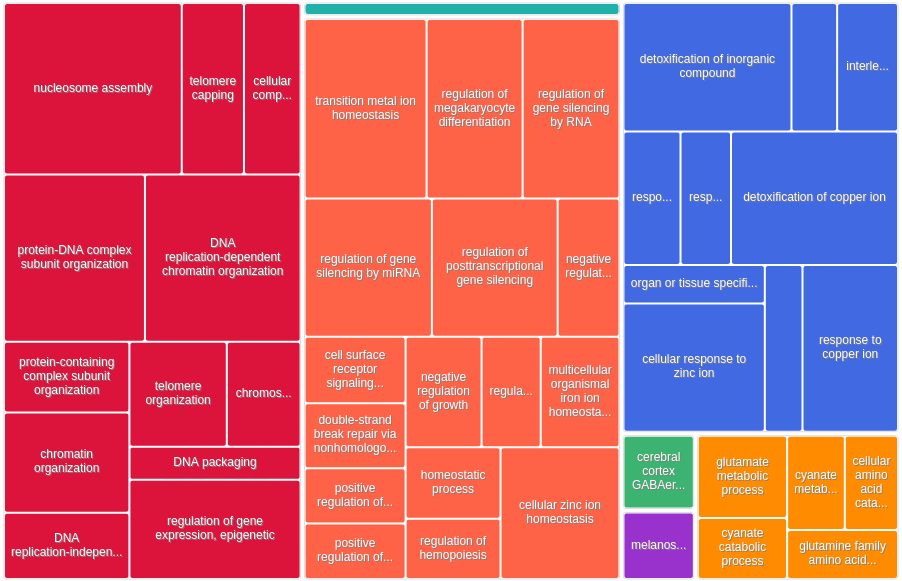 nucleosome assembly
telomere
capping
cellular
comp...
protein-DNA complex
subunit organization
DNA
replication-dependent
chromatin organization
protein-containing
complex subunit
organization
telomere
organization
chromos...
chromatin
organization
DNA packaging
regulation of gene
expression, epigenetic
DNA
replication-indepen...
transition metal ion
homeostasis
regulation of
megakaryocyte
differentiation
regulation of
gene silencing
by RNA
regulation of gene
silencing by miRNA
regulation of
posttranscriptional
gene silencing
negative
regulat...
cell surface
receptor
signaling...
negative
regulation
of growth
regula...
multicellular
organismal
iron ion
homeosta...
double-strand
break repair via
nonhomologo...
homeostatic
process
cellular zinc ion
homeostasis
positive
regulation of...
positive
regulation of...
regulation of
hemopoiesis
detoxification of inorganic
compound
interle...
respo...
resp...
detoxification of copper ion
organ or tissue specifi...
cellular response to
zinc ion
response to
copper ion
cerebral
cortex
GABAer...
melanos...
glutamate
metabolic
process
cyanate
metab...
cellular
amino
acid
cata...
cyanate
catabolic
process
glutamine family
amino acid...